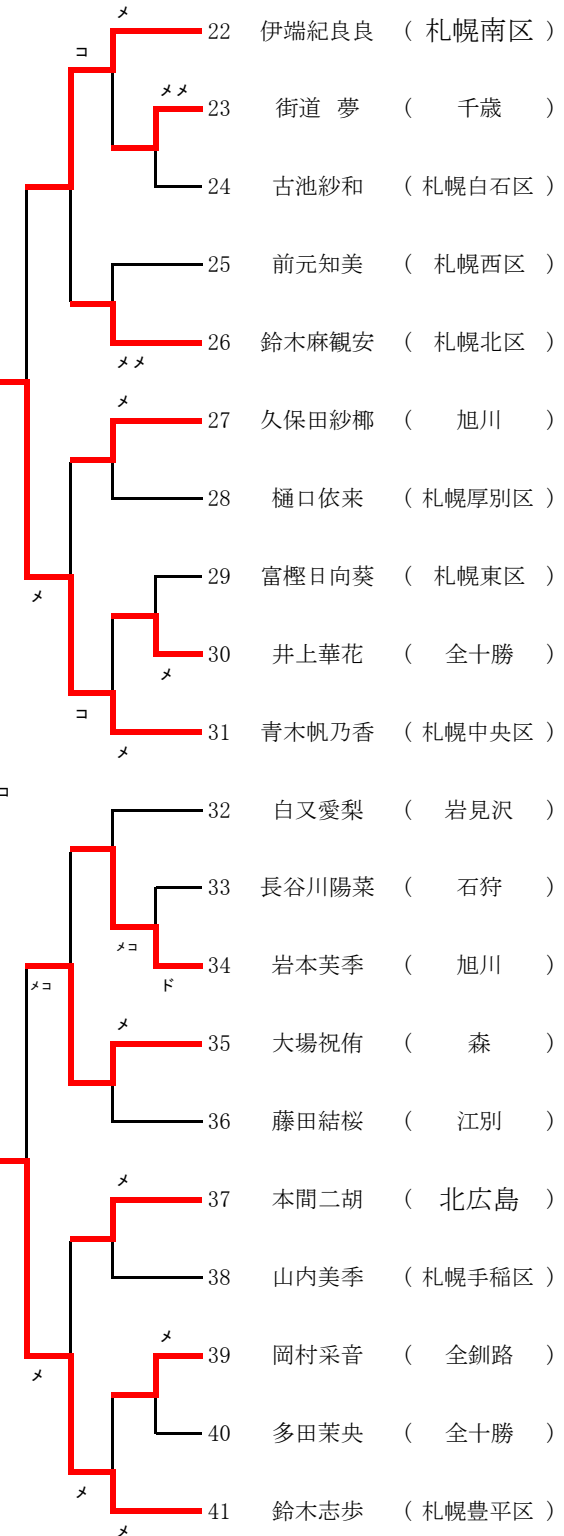 メ
22 伊端紀良良 ( 札幌南区 )
コ
メメ
23 街道 夢 ( 千歳 )
24 古池紗和 ( 札幌白石区 )
25 前元知美 ( 札幌西区 )
26 鈴木麻観安 ( 札幌北区 )
メメ
メ
27 久保田紗椰 ( 旭川 )
28 樋口依来 ( 札幌厚別区 )
29 富樫日向葵 ( 札幌東区 )
メ
30 井上華花 ( 全十勝 )
メ
コ
31 青木帆乃香 ( 札幌中央区 )
メ
コ
32 白又愛梨 ( 岩見沢 )
33 長谷川陽菜 ( 石狩 )
メコ
34 岩本芙季 ( 旭川 )
メコ
ド
メ
35 大場祝侑 ( 森 )
36 藤田結桜 ( 江別 )
メ
37 本間二胡 ( 北広島 )
38 山内美季 ( 札幌手稲区 )
メ
39 岡村采音 ( 全釧路 )
メ
40 多田茉央 ( 全十勝 )
メ
41 鈴木志歩 ( 札幌豊平区 )
メ